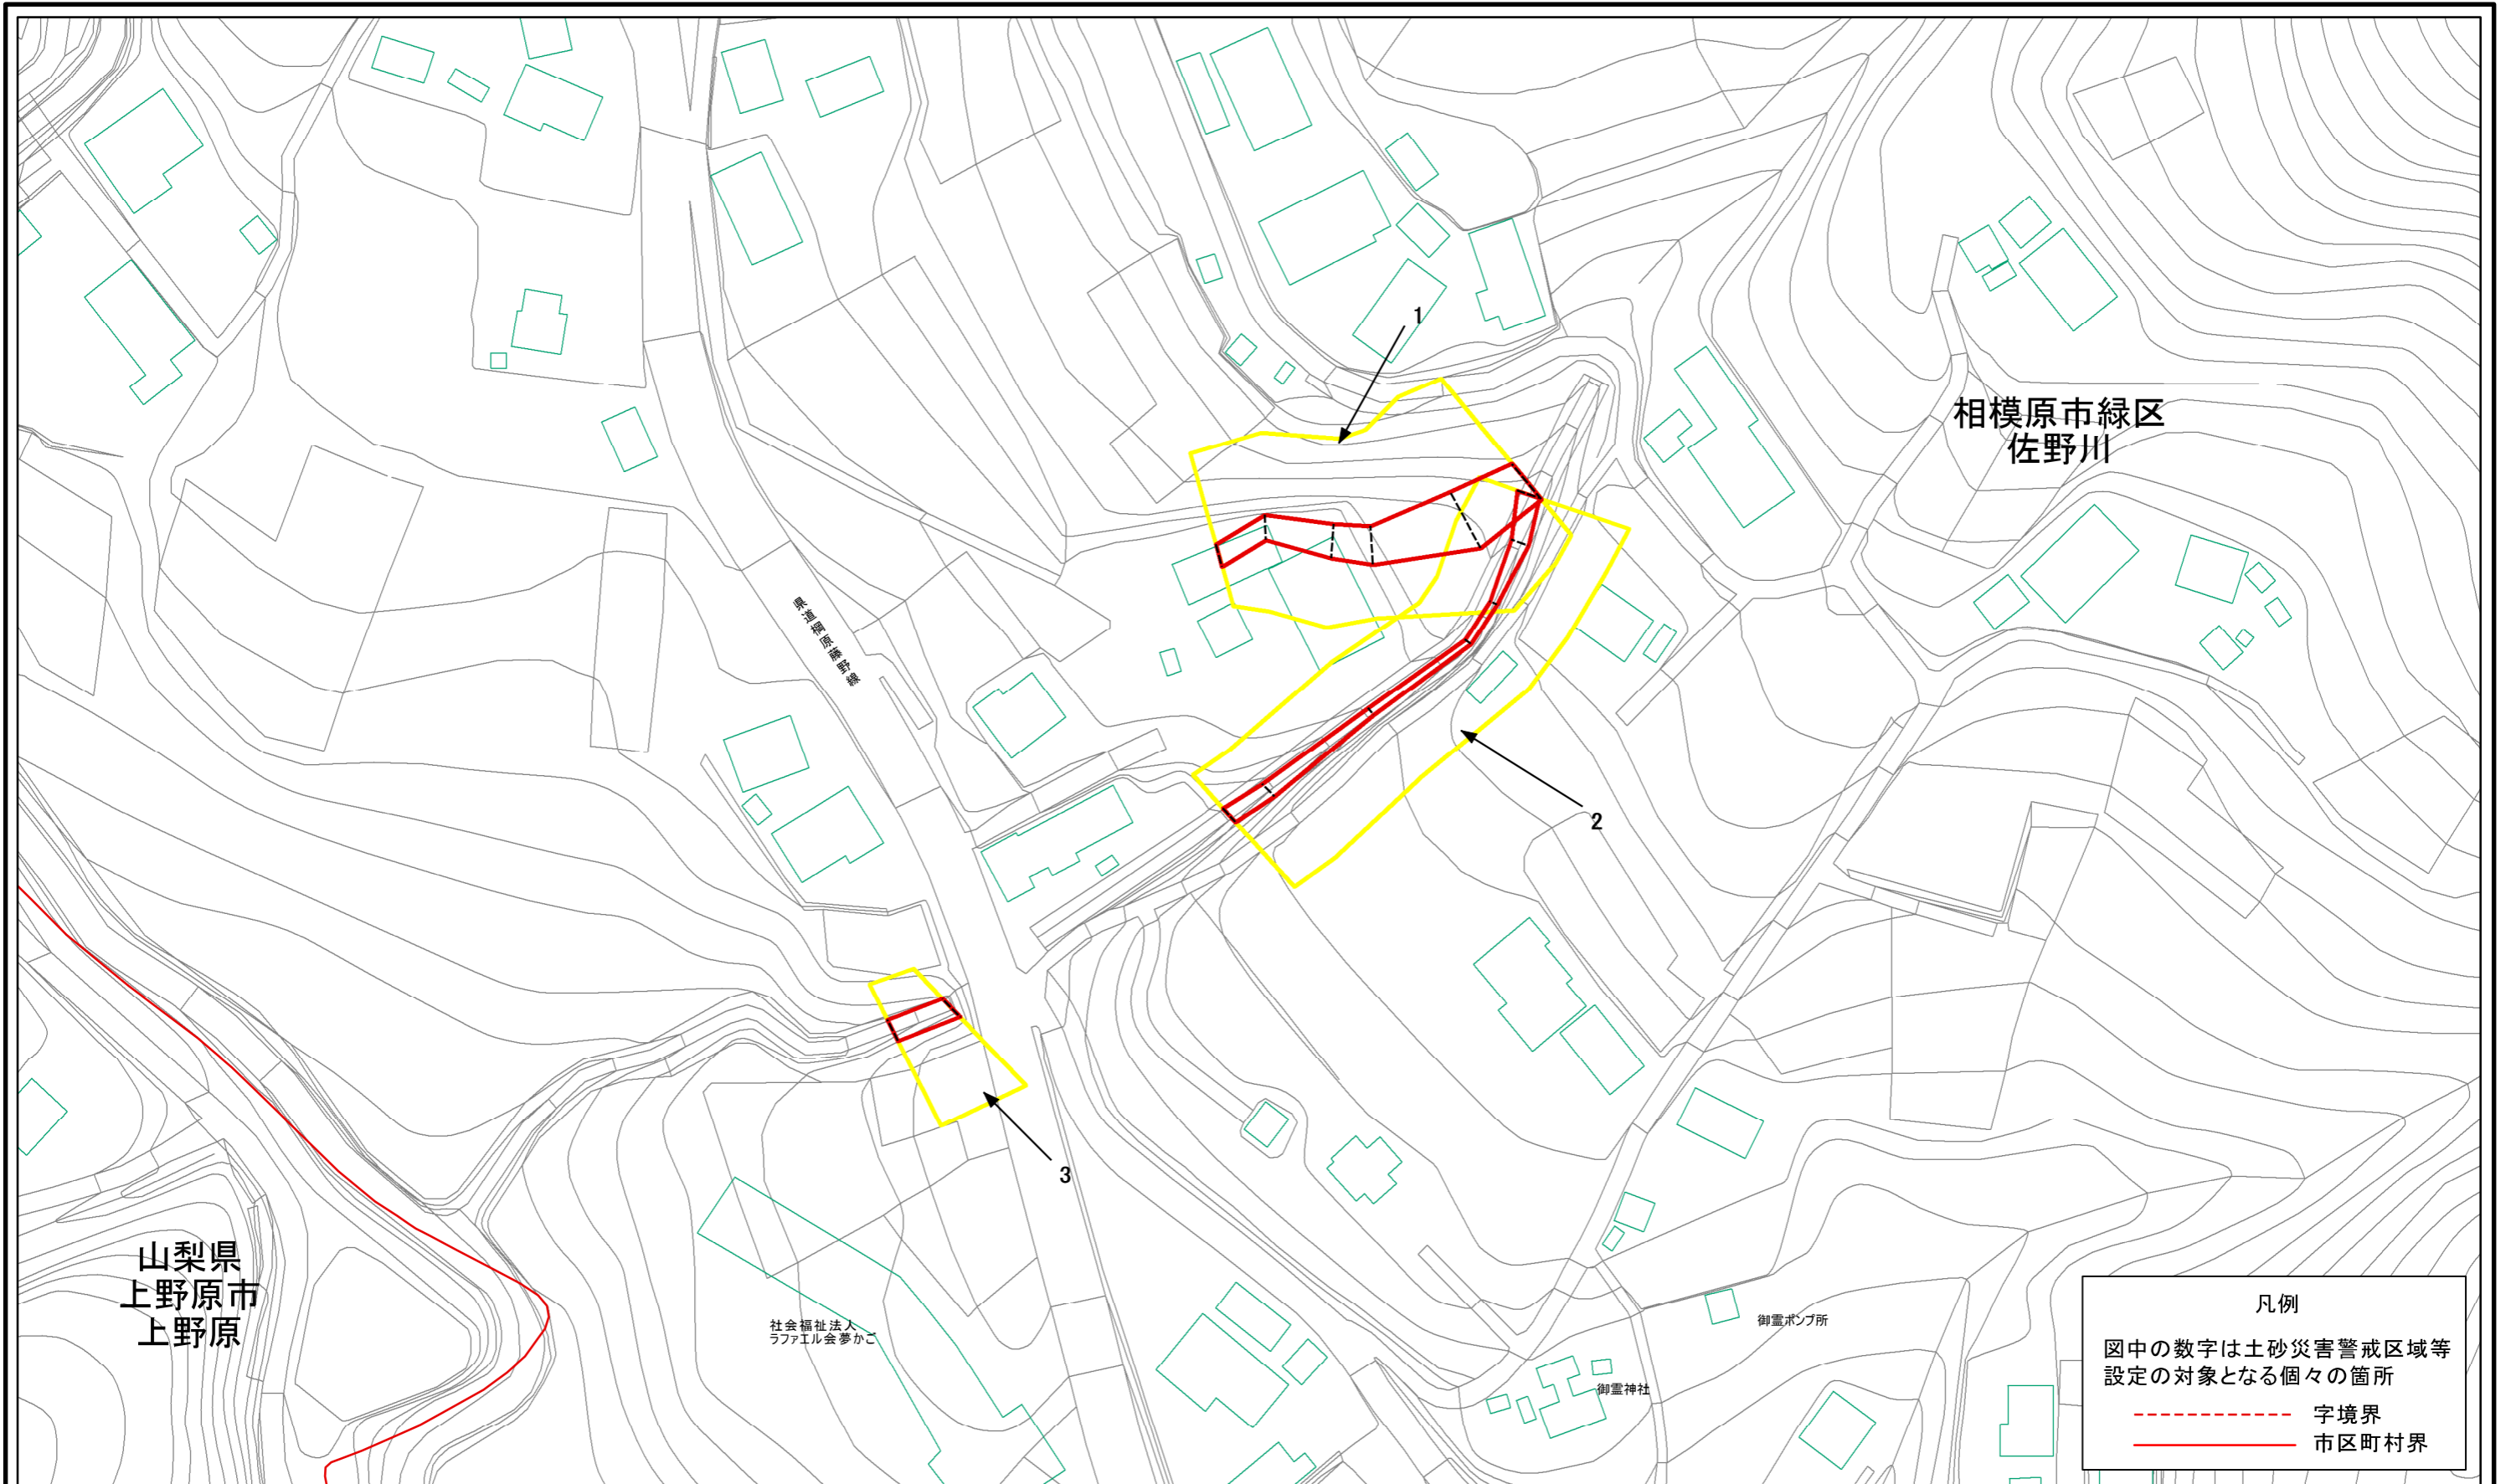 1
相模原市緑区
佐野川
県道棡原藤野線
2
3
山梨県
上野原市
上野原
社会福祉法人
ラファエル会夢かご
御霊ポンプ所
御霊神社
凡例
図中の数字は土砂災害警戒区域等
設定の対象となる個々の箇所
字境界
市区町村界